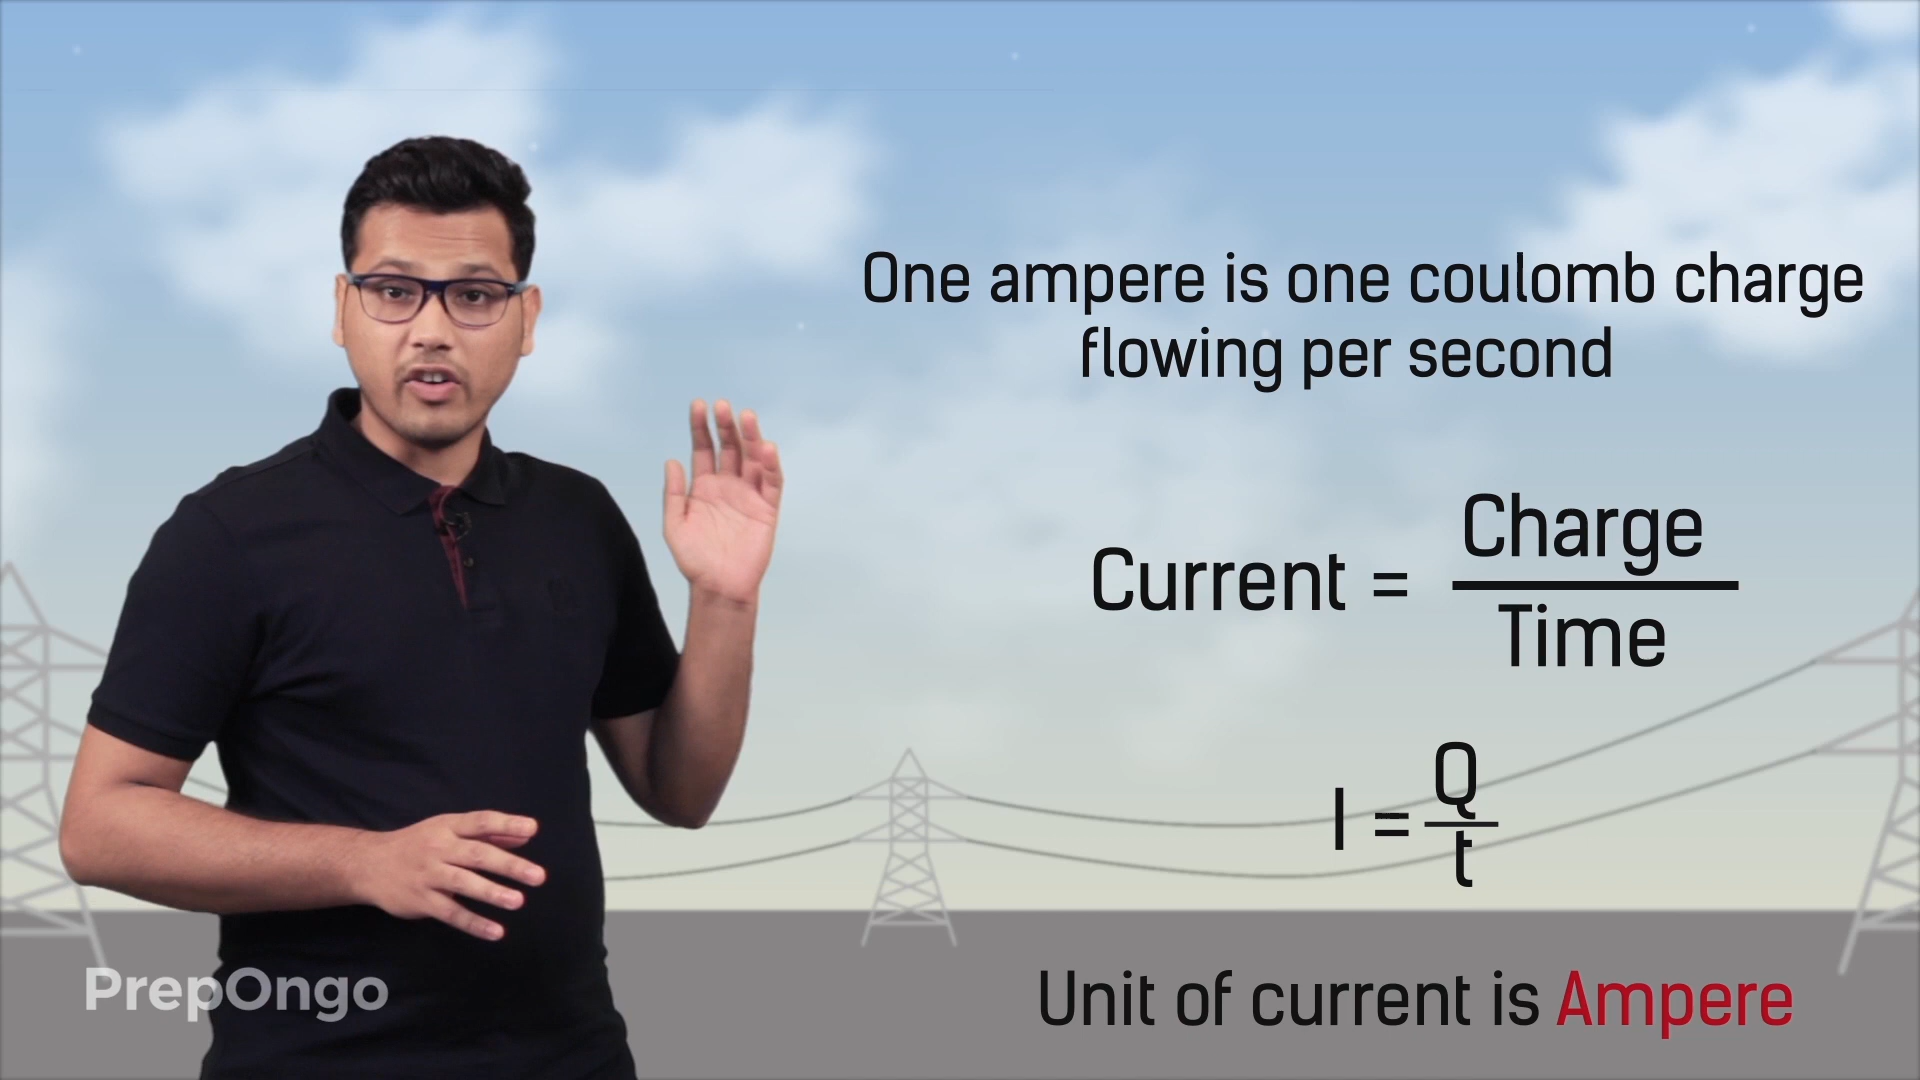 One ampere is one coulomb charge
flowing per second
Current = Charge
Time
I = Q
t
PrepOngo
Unit of current is Ampere